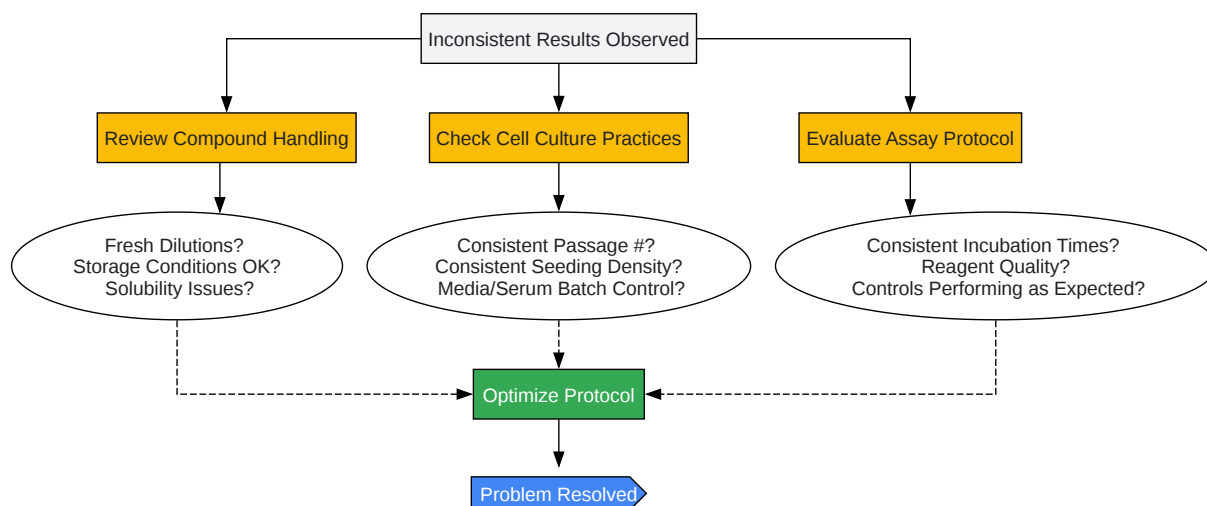 Inconsistent Results Observed
Review Compound Handling
Check Cell Culture Practices
Evaluate Assay Protocol
Fresh Dilutions?
Storage Conditions OK?
Solubility Issues?
Consistent Passage #?
Consistent Seeding Density?
Media/Serum Batch Control?
Consistent Incubation Times?
Reagent Quality?
Controls Performing as Expected?
Optimize Protocol
Problem Resolved